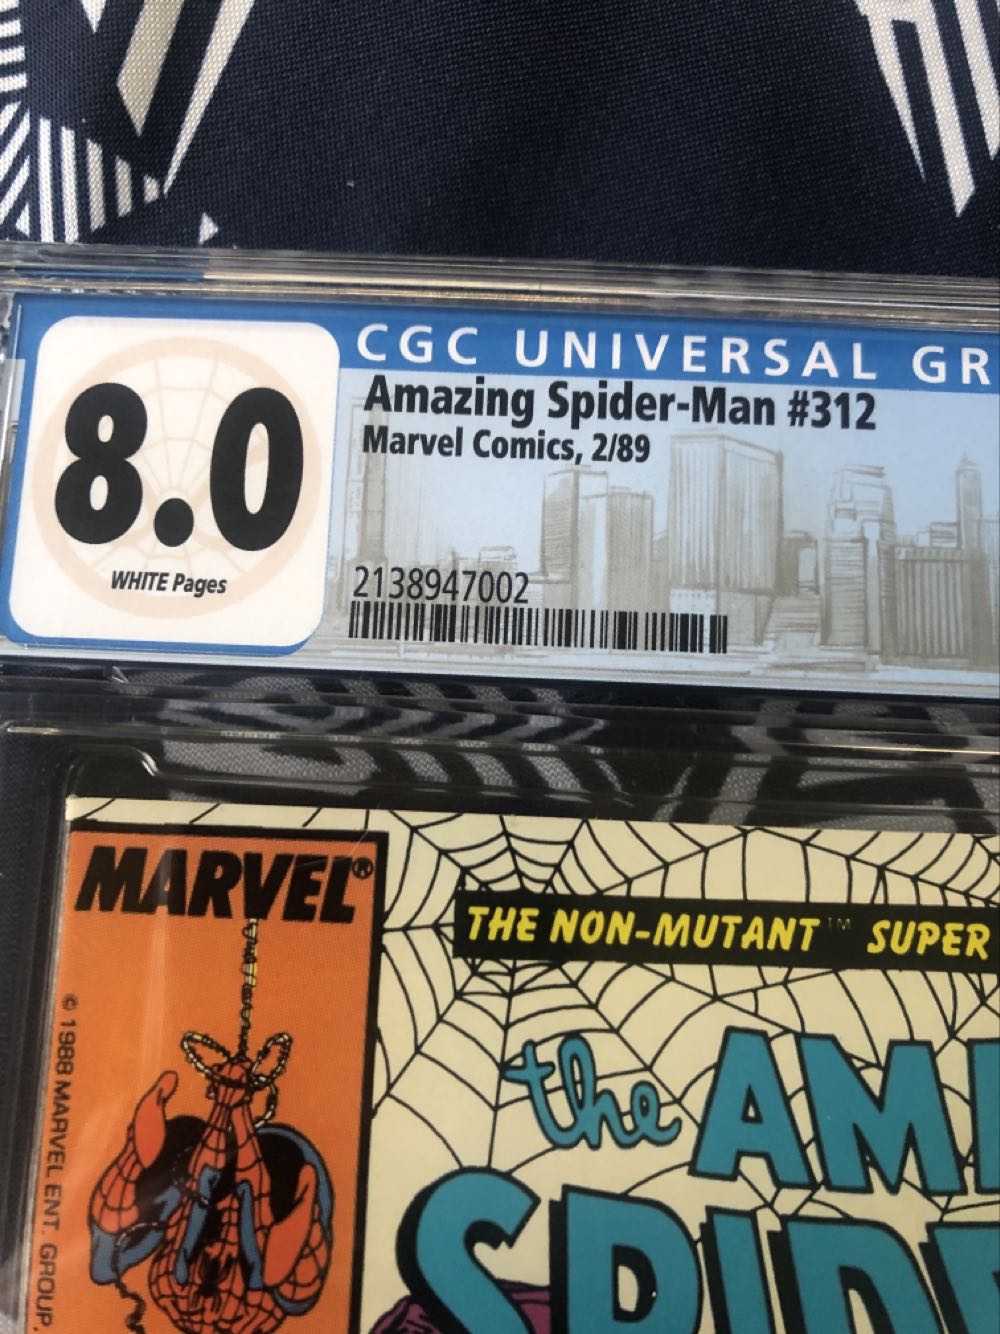 CGC UNIVERSAL GR
8.0
WHITE Pages
Amazing Spider-Man #312
Marvel Comics, 2/89
2138947002
MARVEL®
THE NON-MUTANT™ SUPER
© 1988 MARVEL ENT. GROUP,
the AM
SPID